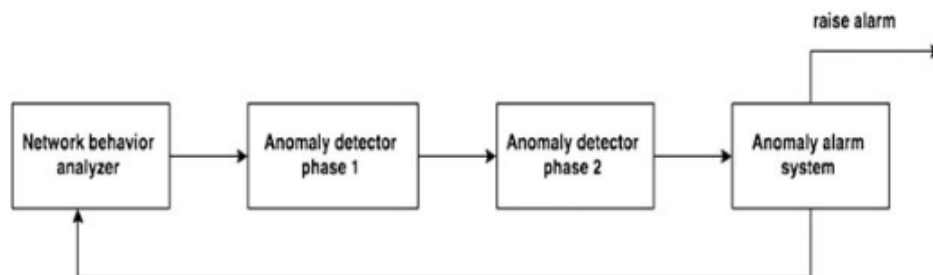 raise alarm
Network behavior
analyzer
Anomaly detector
phase 1
Anomaly detector
phase 2
Anomaly alarm
system